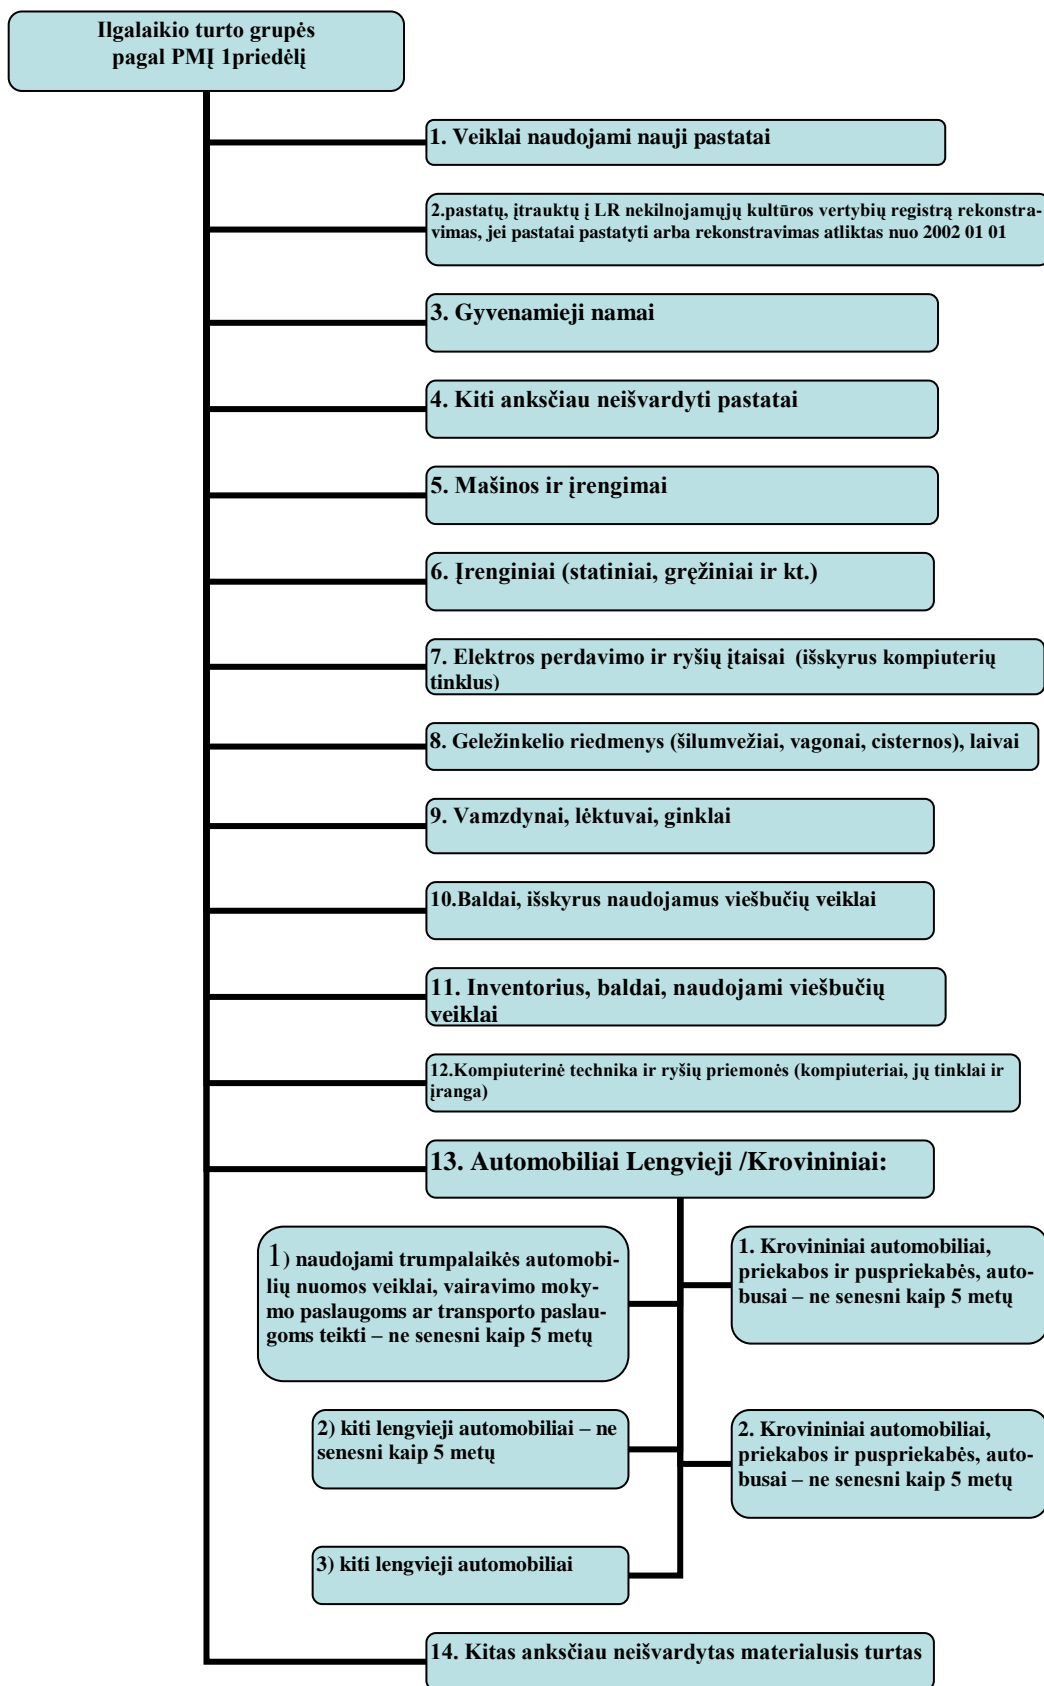 Ilgalaikio turto grupės
pagal PMĮ 1priedėlį
1. Veiklai naudojami nauji pastatai
2.pastatų, įtrauktų į LR nekilnojamųjų kultūros vertybių registrą rekonstra-
vimas, jei pastatai pastatyti arba rekonstravimas atliktas nuo 2002 01 01
3. Gyvenamieji namai
4. Kiti anksčiau neišvardyti pastatai
5. Mašinos ir įrengimai
6. Įrenginiai (statiniai, gręžiniai ir kt.)
7. Elektros perdavimo ir ryšių įtaisai (išskyrus kompiuterių
tinklus)
8. Geležinkelio riedmenys (šilumvežiai, vagonai, cisternos), laivai
9. Vamzdynai, lėktuvai, ginklai
10.Baldai, išskyrus naudojamus viešbučių veiklai
11. Inventorius, baldai, naudojami viešbučių
veiklai
12.Kompiuterinė technika ir ryšių priemonės (kompiuteriai, jų tinklai ir
įranga)
13. Automobiliai Lengvieji /Krovininiai:
1) naudojami trumpalaikės automobi-
lių nuomos veiklai, vairavimo moky-
mo paslaugoms ar transporto paslau-
goms teikti – ne senesni kaip 5 metų
1. Krovininiai automobiliai,
priekabos ir puspriekabės, auto-
busai – ne senesni kaip 5 metų
2) kiti lengvieji automobiliai – ne
senesni kaip 5 metų
2. Krovininiai automobiliai,
priekabos ir puspriekabės, auto-
busai – ne senesni kaip 5 metų
3) kiti lengvieji automobiliai
14. Kitas anksčiau neišvardytas materialusis turtas